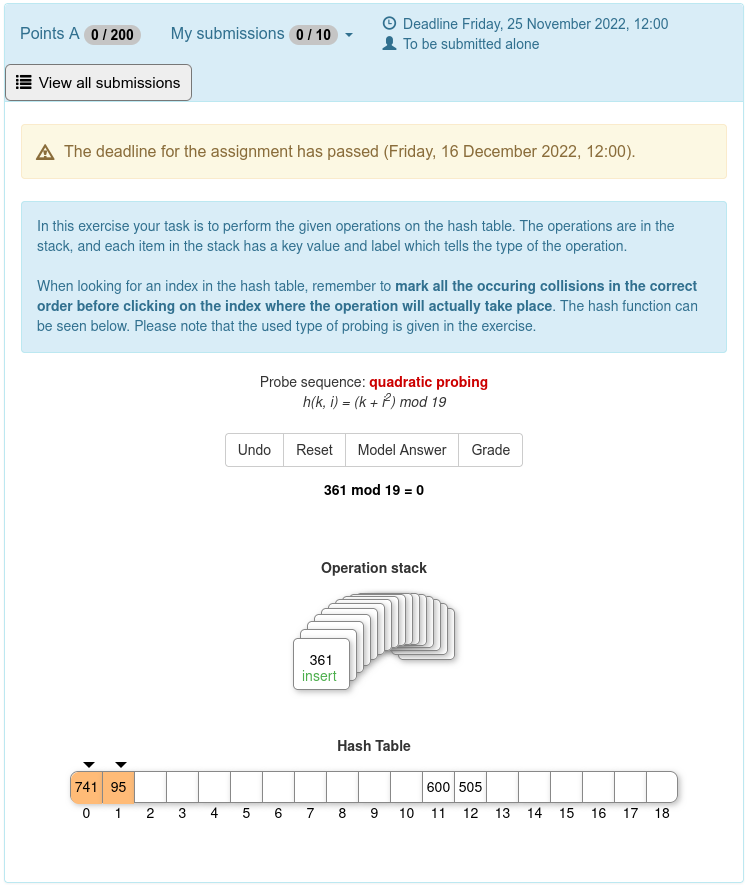 Points A 0 / 200 My submissions 0 / 10 Deadline Friday, 25 November 2022, 12:00
To be submitted alone
View all submissions
The deadline for the assignment has passed (Friday, 16 December 2022, 12:00).
In this exercise your task is to perform the given operations on the hash table. The operations are in the
stack, and each item in the stack has a key value and label which tells the type of the operation.
When looking for an index in the hash table, remember to mark all the occuring collisions in the correct
order before clicking on the index where the operation will actually take place. The hash function can
be seen below. Please note that the used type of probing is given in the exercise.
Probe sequence: quadratic probing
h(k, i) = (k + i²) mod 19
Undo Reset Model Answer Grade
361 mod 19 = 0
Operation stack
361
insert
Hash Table
741 95 600 505
0 1 2 3 4 5 6 7 8 9 10 11 12 13 14 15 16 17 18